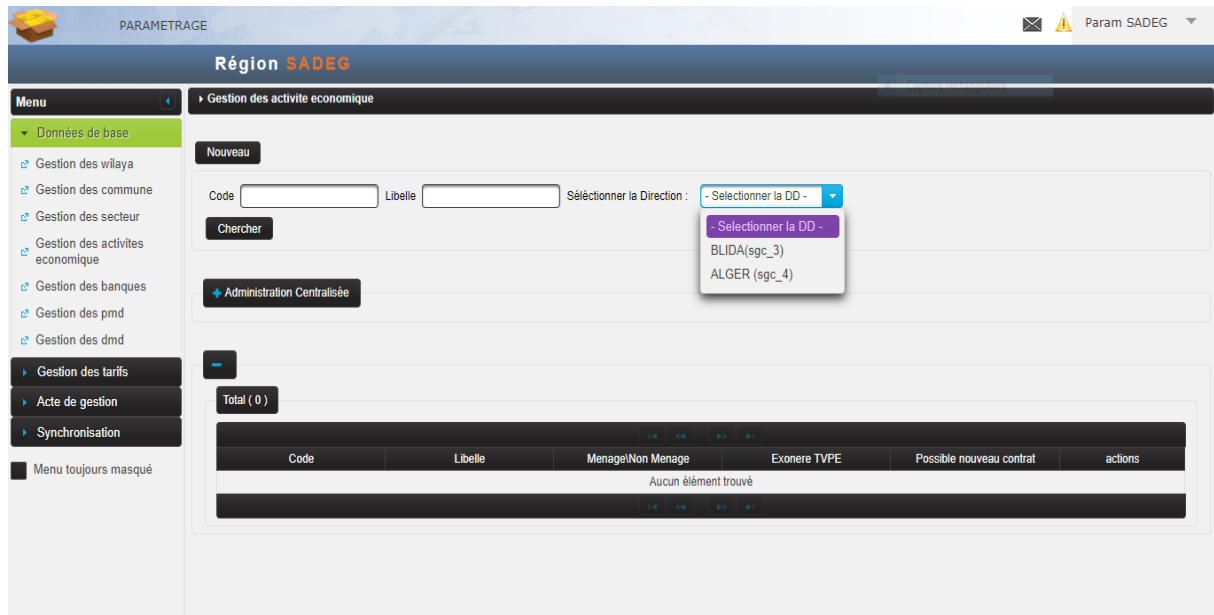 PARAMETRAGE
Param SADEG
Région SADEG
Capture rectangulaire
Menu
Gestion des activite economique
Données de base
Gestion des wilaya
Gestion des commune
Gestion des secteur
Gestion des activites
economique
Gestion des banques
Gestion des pmd
Gestion des dmd
Gestion des tarifs
Acte de gestion
Synchronisation
Menu toujours masqué
Nouveau
Code
Libelle
Séléctionner la Direction :
- Selectionner la DD -
Chercher
- Selectionner la DD -
BLIDA(sgc_3)
ALGER (sgc_4)
Administration Centralisée
Total ( 0 )
Code Libelle Menage\Non Menage Exonere TVPE Possible nouveau contrat actions
Aucun élément trouvé